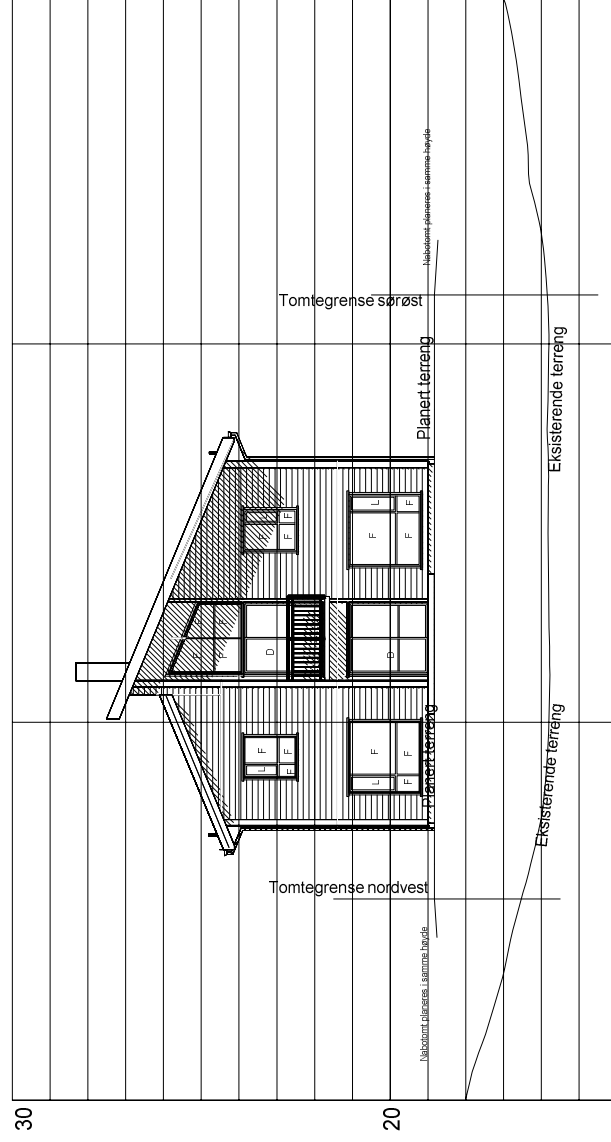 Nabotomt planeres i samme høyde
Tomtegrense sørøst
Planert terreng
Eksisterende terreng
L
F
F
F
F
F
L
F
F
F
F
F
F
D
D
L
F
F
F
L
F
F
Planert terreng
Eksisterende terreng
Tomtegrense nordvest
Nabotomt planeres i samme høyde
30
20